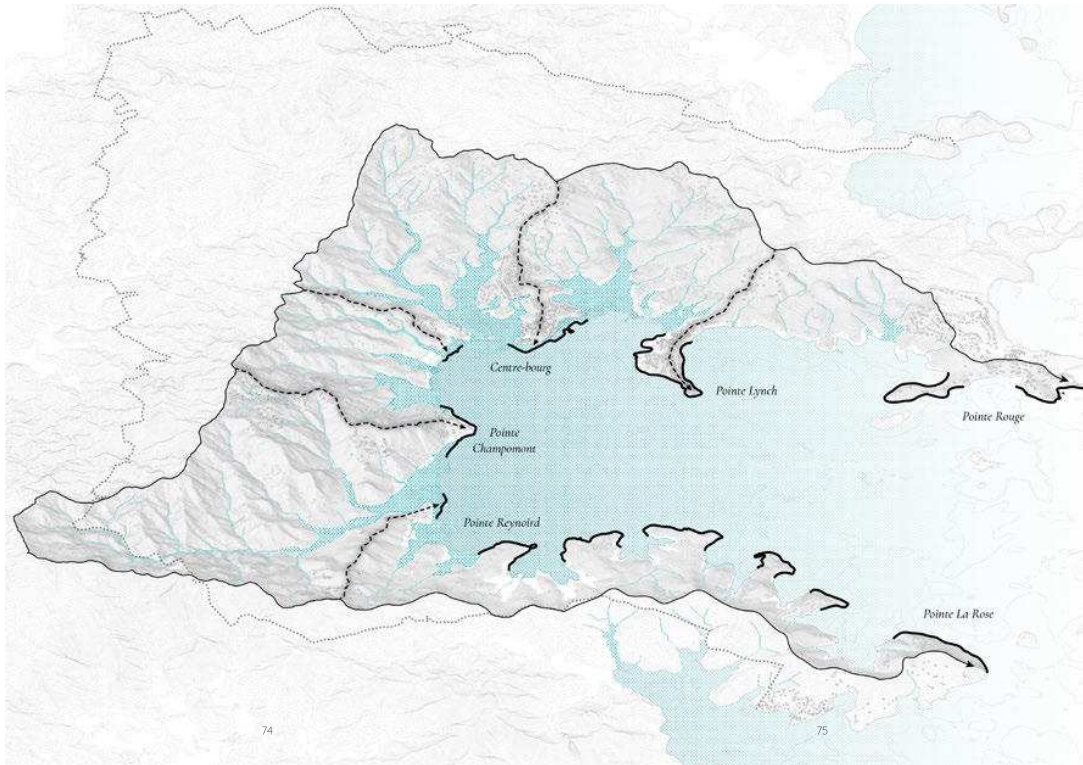 Centre-bourg
Pointe Lynch
Pointe Rouge
Pointe
Champomont
Pointe Reynoird
Pointe La Rose
74
75